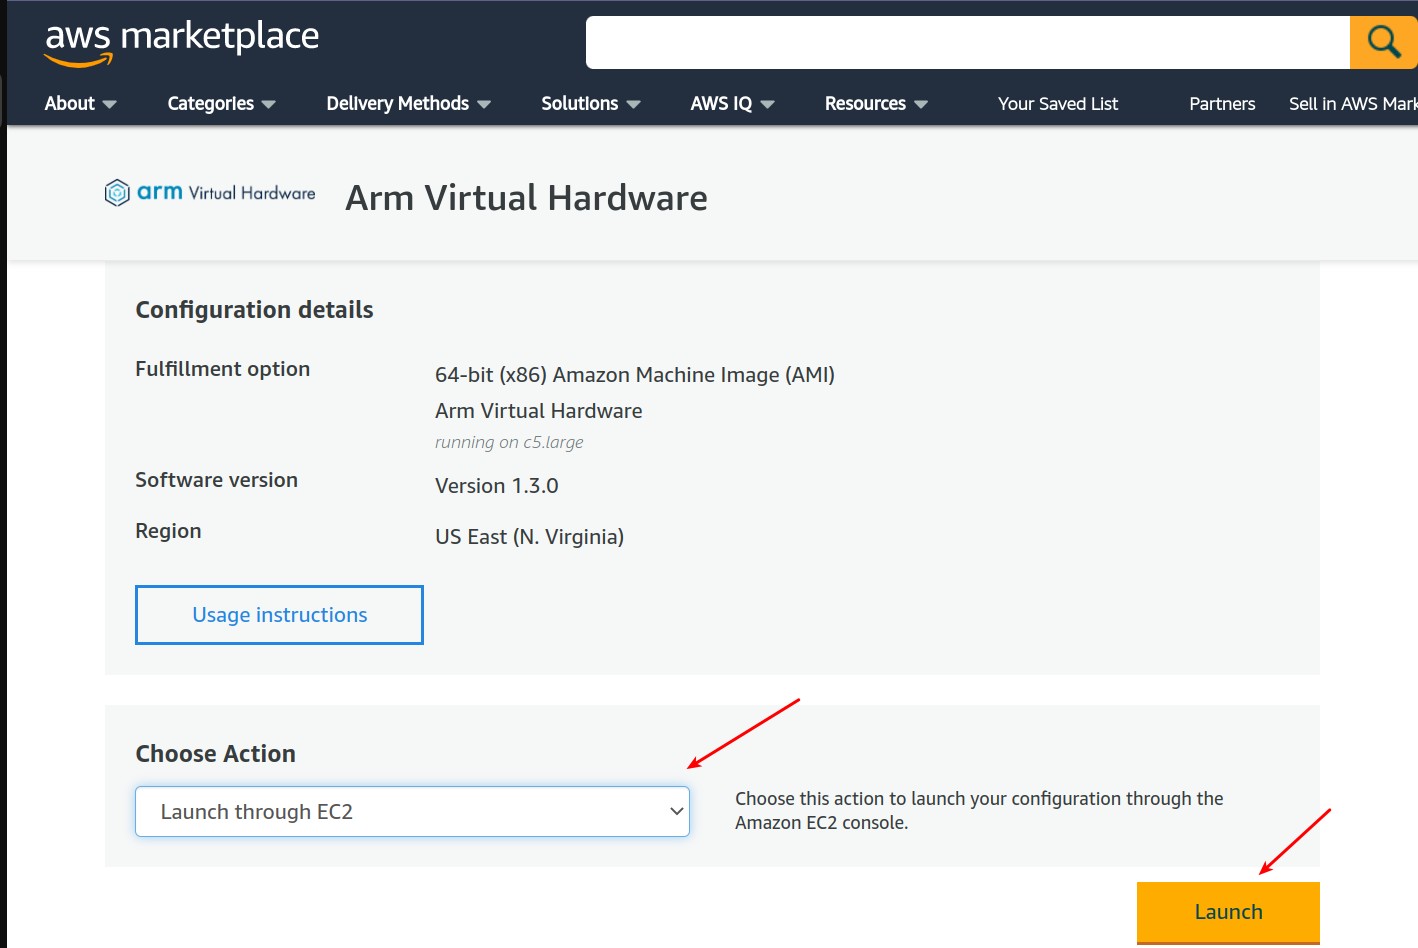 aws marketplace
About Categories Delivery Methods Solutions AWS IQ Resources Your Saved List Partners Sell in AWS Mark
arm Virtual Hardware
Arm Virtual Hardware
Configuration details
Fulfillment option
64-bit (x86) Amazon Machine Image (AMI)
Arm Virtual Hardware
running on c5.large
Software version
Version 1.3.0
Region
US East (N. Virginia)
Usage instructions
Choose Action
Launch through EC2
Choose this action to launch your configuration through the
Amazon EC2 console.
Launch